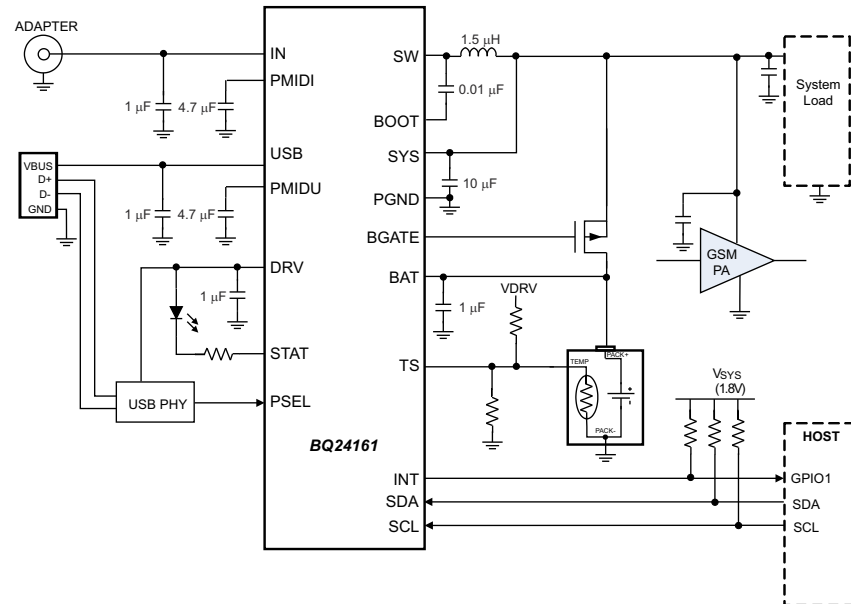 ADAPTER
1 μF
4.7 μF
VBUS
D+
D-
GND
1 μF
4.7 μF
1 μF
USB PHY
IN
PMIDI
USB
PMIDU
DRV
STAT
PSEL
BQ24161
SW
BOOT
SYS
PGND
BGATE
BAT
TS
INT
SDA
SCL
1.5 μH
0.01 μF
10 μF
1 μF
VDRV
TEMP
PACK+
+
-
PACK-
System
Load
GSM
PA
VSYS
(1.8V)
HOST
GPIO1
SDA
SCL